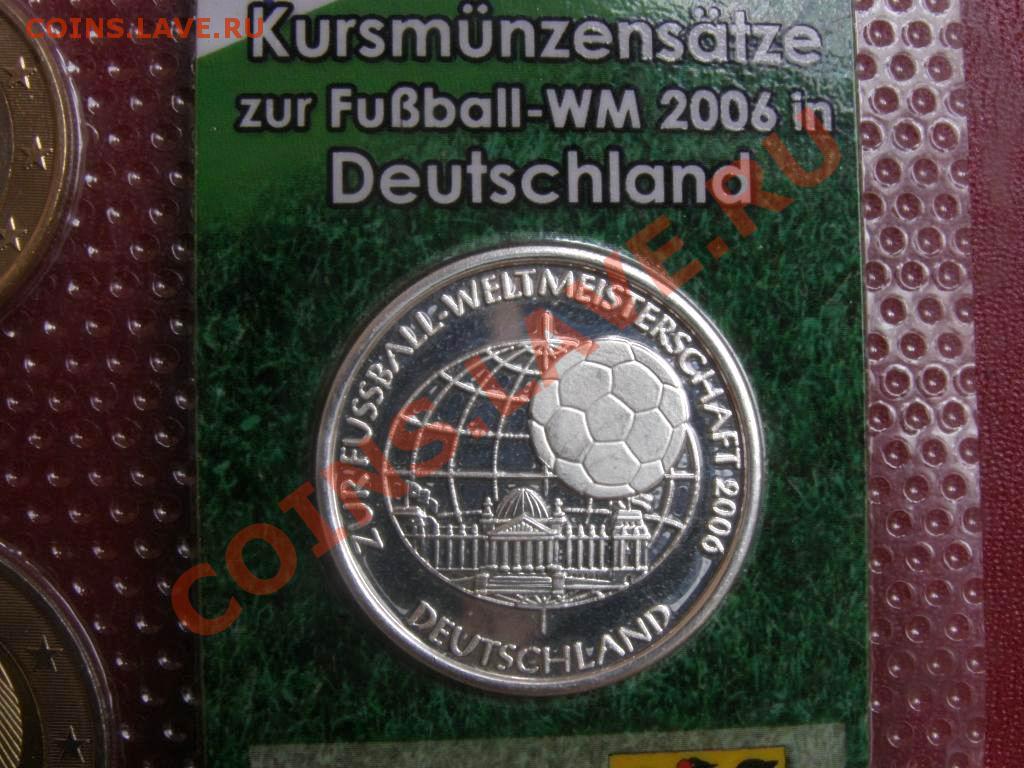 COINS.LAVE.RU
Kursmünzensätze
zur Fußball-WM 2006 in
Deutschland
ZUR FUSSBALL-WELTMEISTERSCHAFT 2006
DEUTSCHLAND
COINS.LAVE.RU